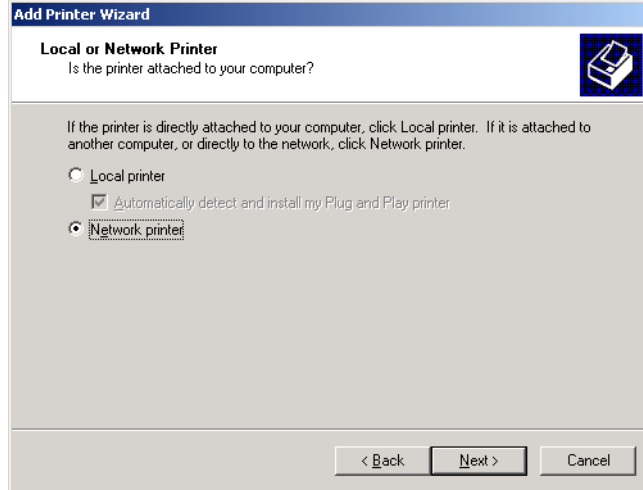 Add Printer Wizard
Local or Network Printer
Is the printer attached to your computer?
If the printer is directly attached to your computer, click Local printer. If it is attached to
another computer, or directly to the network, click Network printer.
Local printer
Automatically detect and install my Plug and Play printer
Network printer
< Back Next > Cancel